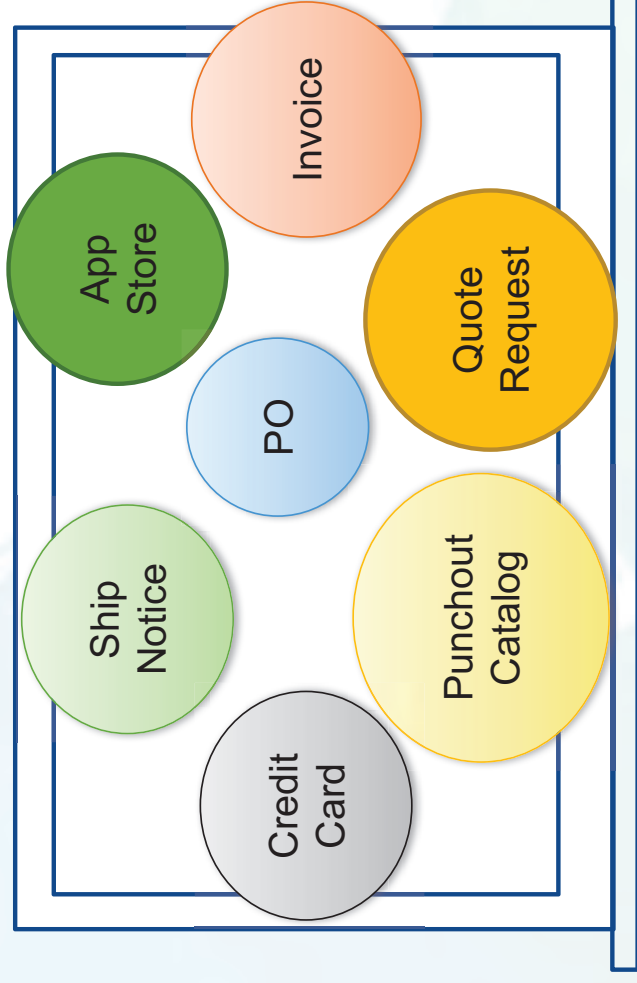 Ship
Notice
App
Store
Credit
Card
PO
Invoice
Punchout
Catalog
Quote
Request